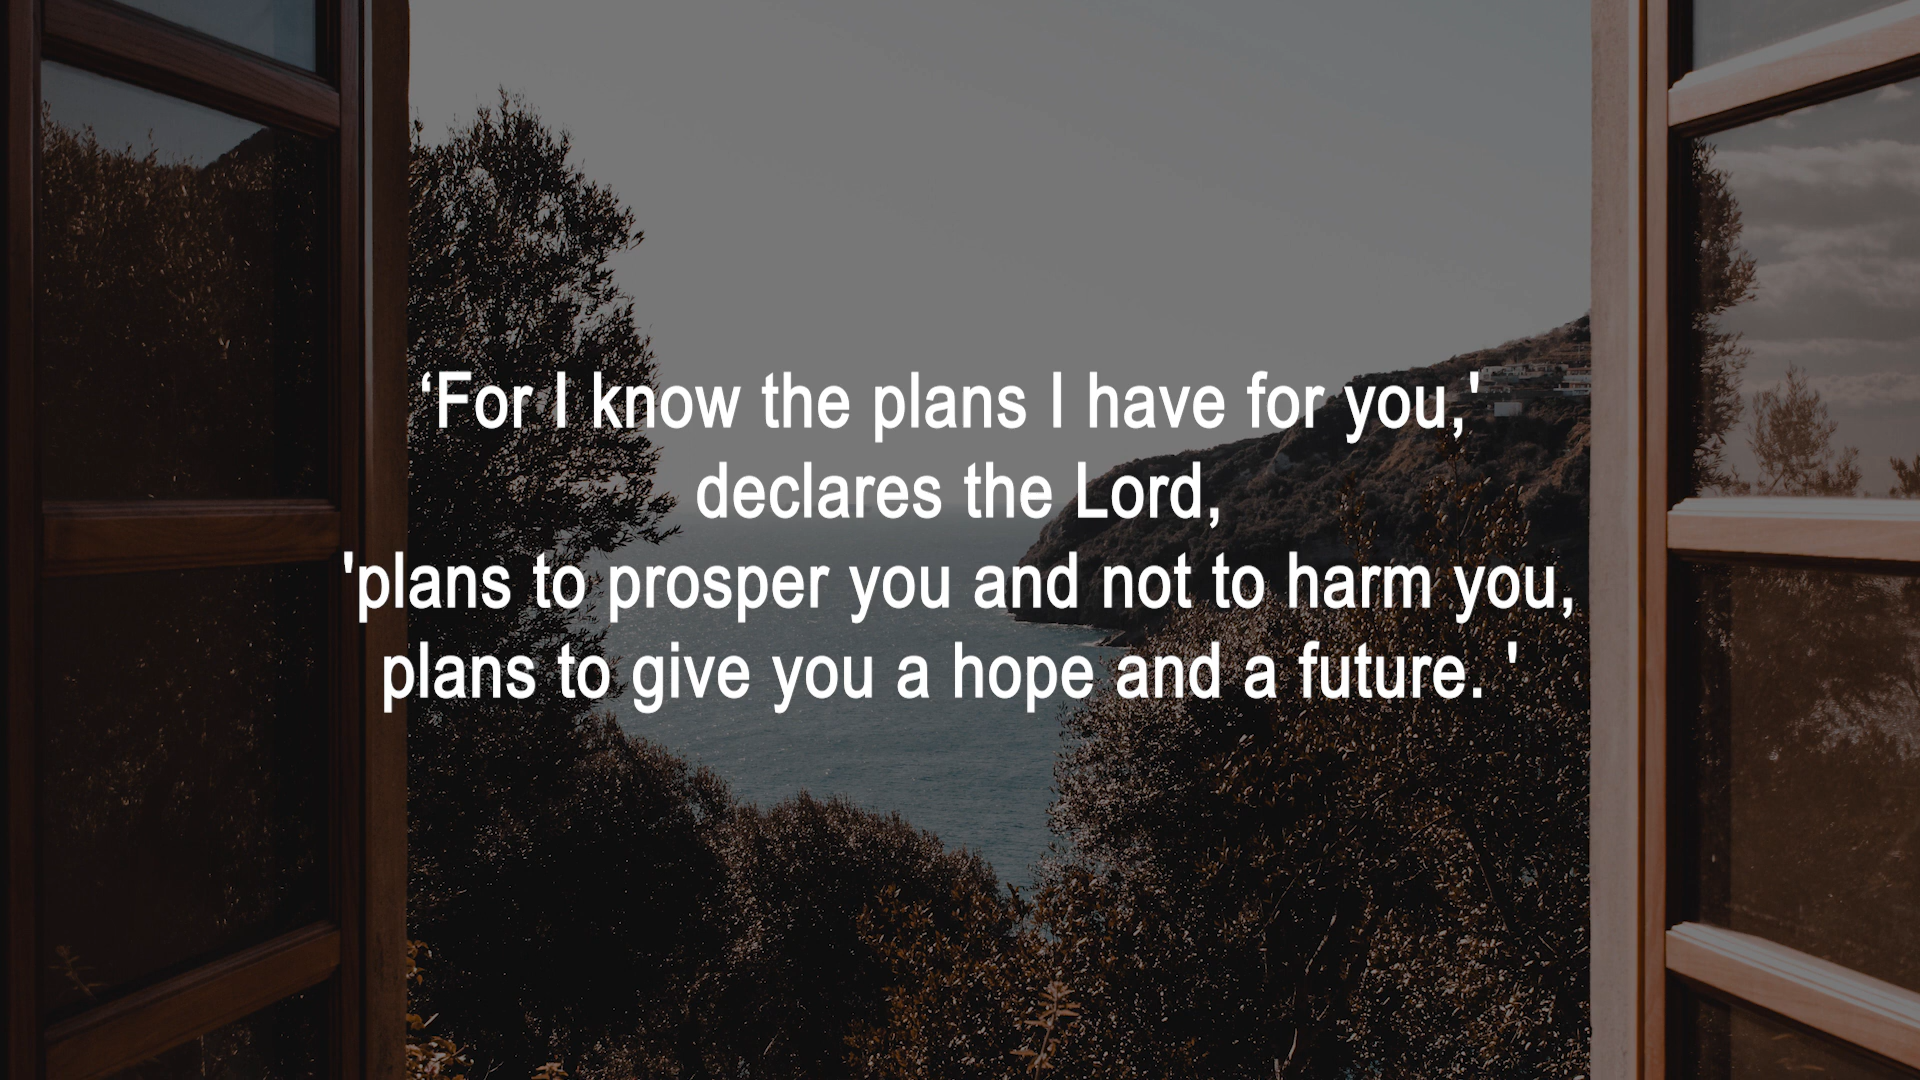 ‘For I know the plans I have for you,'
declares the Lord,
'plans to prosper you and not to harm you,
plans to give you a hope and a future. '